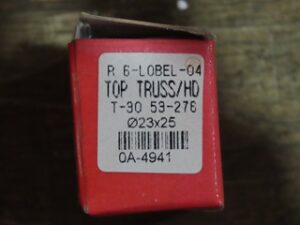 R 6-LOBEL-04
TOP TRUSS/HD
T-30 53-276
Ø23x25
0A-4941